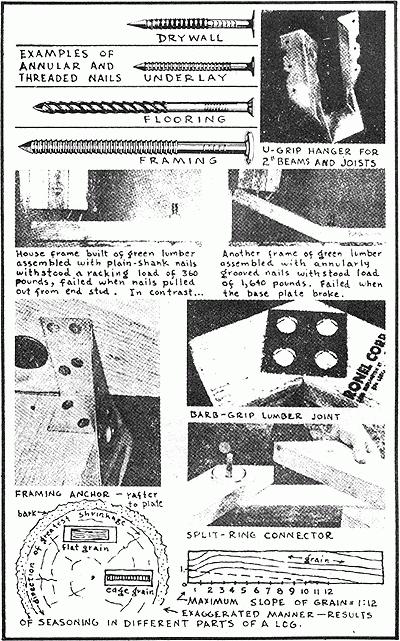 DRYWALL
EXAMPLES OF
ANNULAR AND
THREADED NAILS
UNDERLAY
FLOORING
FRAMING
U-GRIP HANGER FOR
2" BEAMS AND JOISTS
House frame built of green lumber
assembled with plain-shank nails
withstood a racking load of 360
pounds, failed when nails pulled
out from end stud. In contrast...
Another frame of green lumber
assembled with annularly
grooved nails withstood load
of 1,640 pounds. Failed when
the base plate broke.
RONEL CORP
BARB-GRIP LUMBER JOINT
FRAMING ANCHOR - rafter
to plate
SPLIT-RING CONNECTOR
bark
direction of greatest shrinkage
flat grain
edge grain
grain
1
1 2 3 4 5 6 7 8 9 10 11 12
MAXIMUM SLOPE OF GRAIN 1:12
EXAGGERATED MANNER-RESULTS
OF SEASONING IN DIFFERENT PARTS OF A LOG.